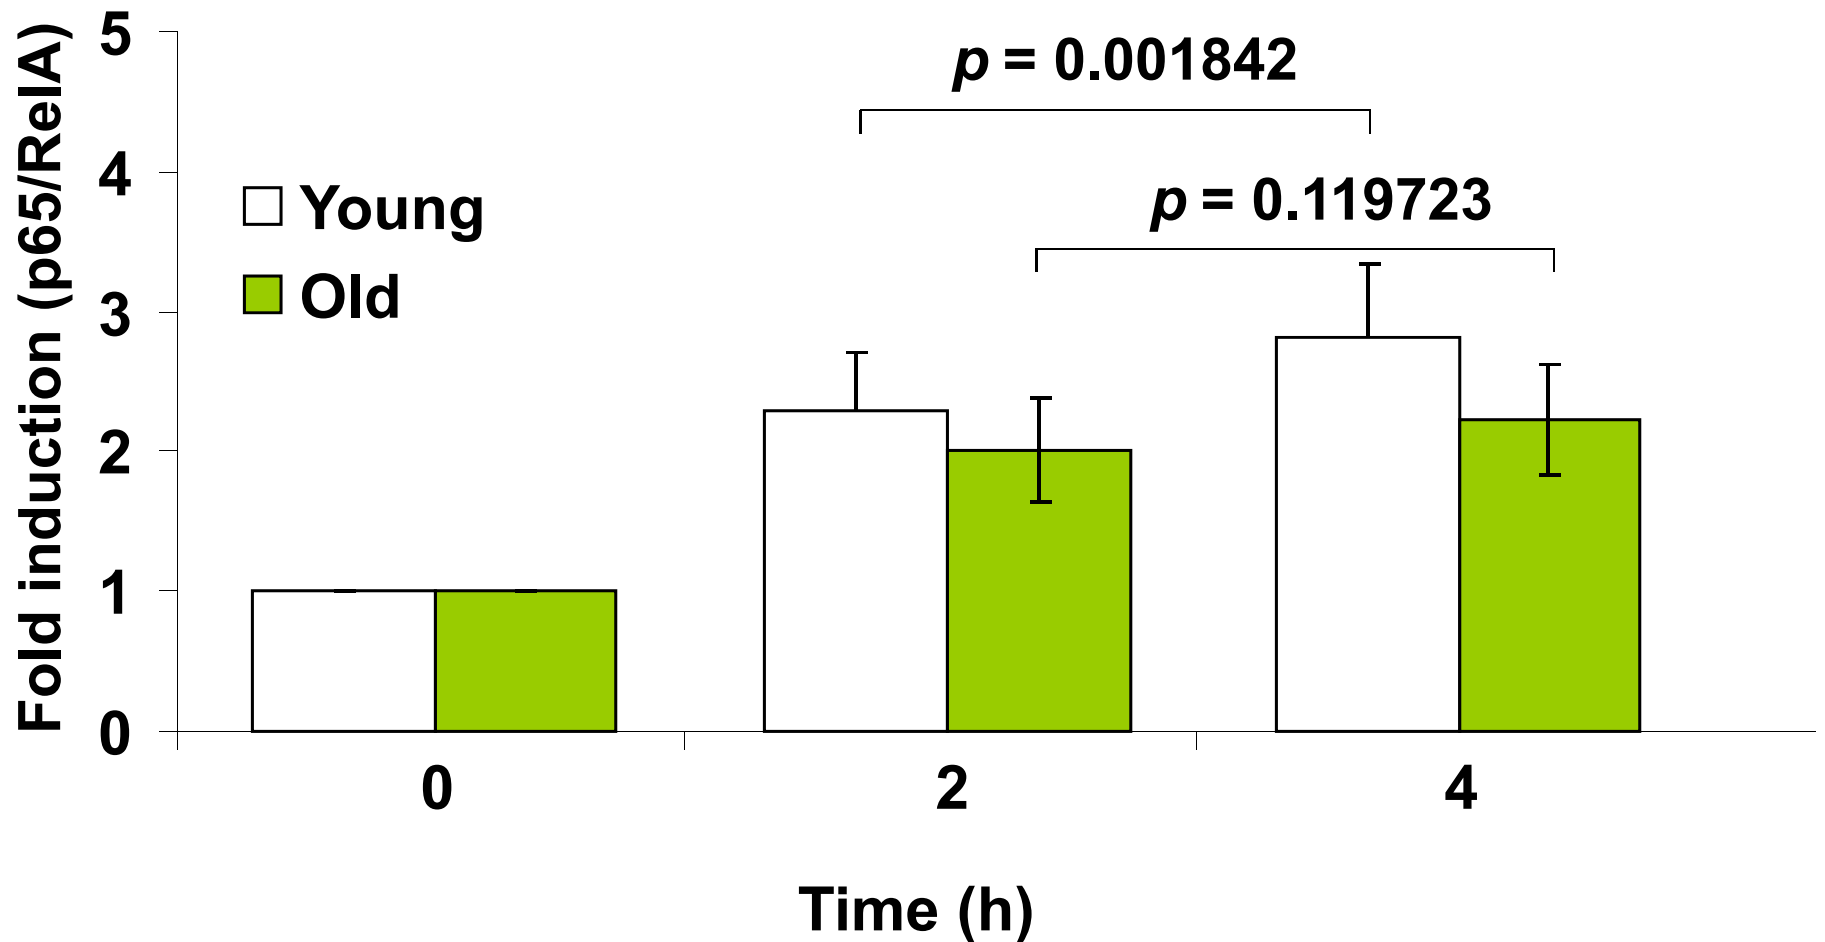 Fold induction (p65/RelA)
5
4
3
2
1
0
p = 0.001842
p = 0.119723
Young
Old
0 2 4
Time (h)